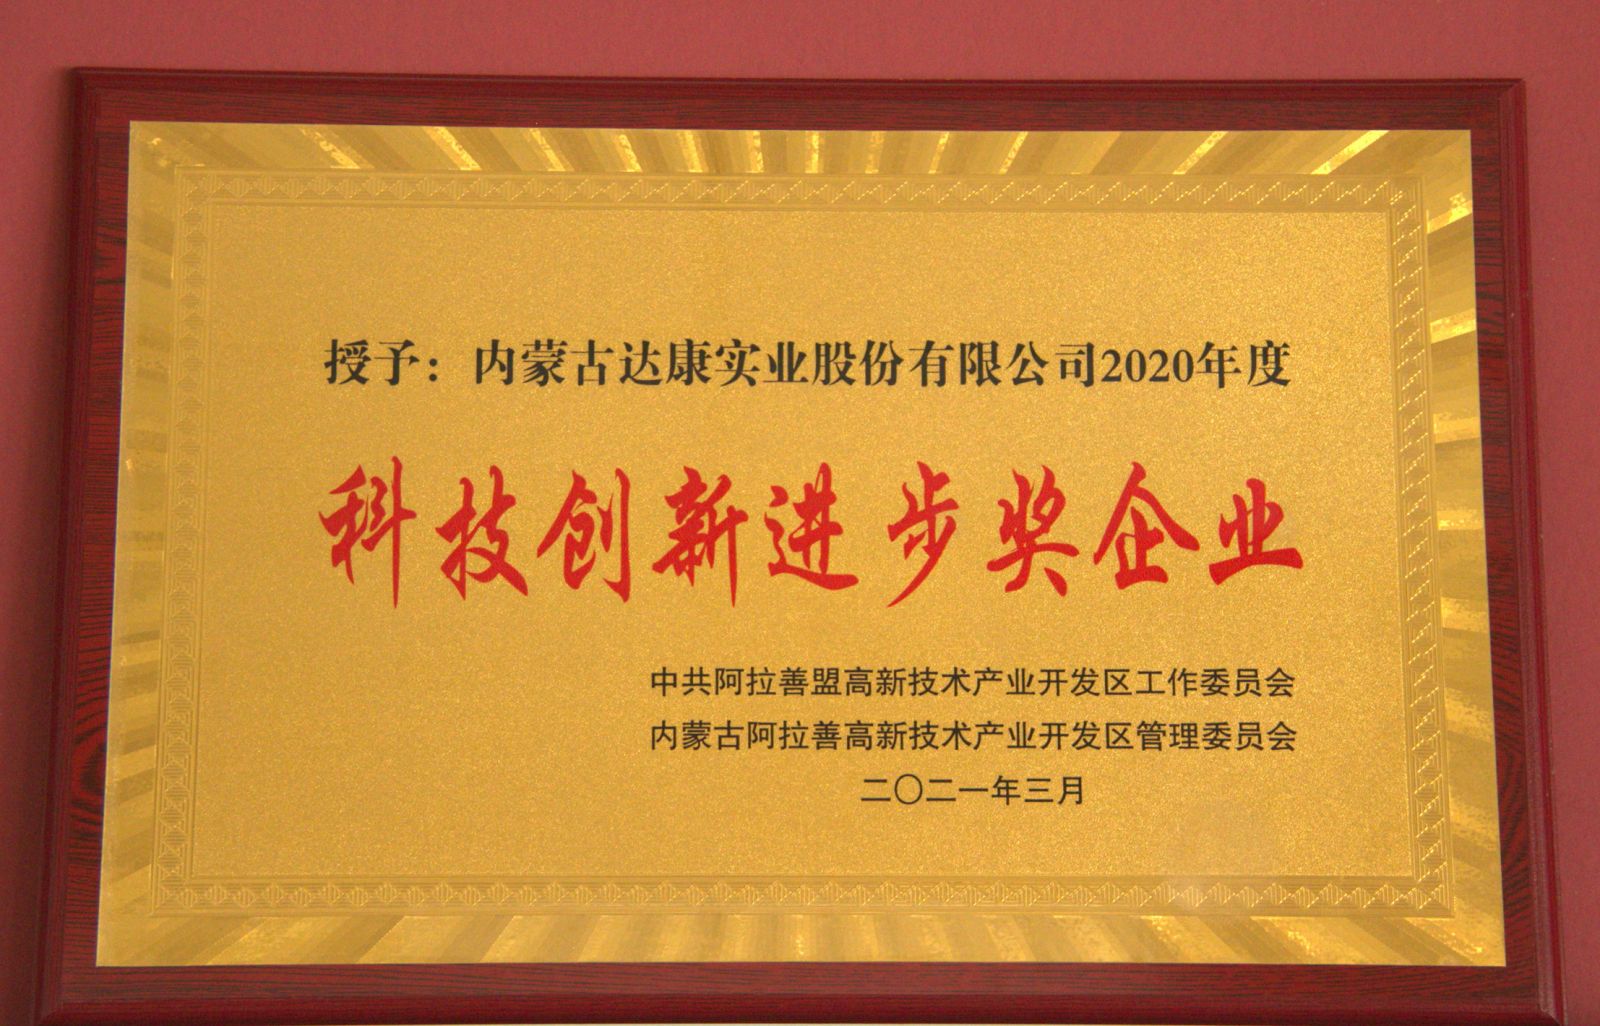 授予：内蒙古达康实业股份有限公司2020年度
科技创新进步奖企业
中共阿拉善盟高新技术产业开发区工作委员会
内蒙古阿拉善高新技术产业开发区管理委员会
二〇二一年三月